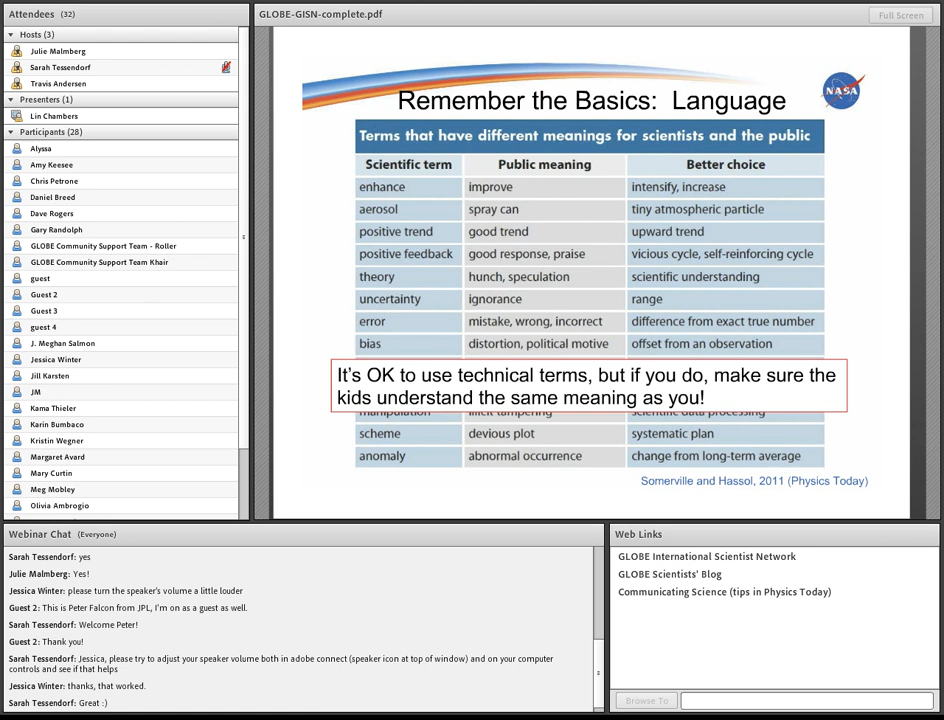 Attendees (32)
Hosts (3)
Julie Malmberg
Sarah Tessendorf
Travis Andersen
Presenters (1)
Lin Chambers
Participants (28)
Alyssa
Amy Keesee
Chris Petrone
Daniel Breed
Dave Rogers
Gary Randolph
GLOBE Community Support Team - Roller
GLOBE Community Support Team Khair
guest
Guest 2
Guest 3
guest 4
J. Meghan Salmon
Jessica Winter
Jill Karsten
JM
Kama Thieler
Karin Bumbaco
Kristin Wegner
Margaret Avard
Mary Curtin
Meg Mobley
Olivia Ambrogio
GLOBE-GISN-complete.pdf
Full Screen
NASA
Remember the Basics: Language
Terms that have different meanings for scientists and the public
Scientific term Public meaning Better choice
enhance improve intensify, increase
aerosol spray can tiny atmospheric particle
positive trend good trend upward trend
positive feedback good response, praise vicious cycle, self-reinforcing cycle
theory hunch, speculation scientific understanding
uncertainty ignorance range
error mistake, wrong, incorrect difference from exact true number
bias distortion, political motive offset from an observation
It's OK to use technical terms, but if you do, make sure the
kids understand the same meaning as you!
manipulation illicit tampering scientific data processing
scheme devious plot systematic plan
anomaly abnormal occurrence change from long-term average
Somerville and Hassol, 2011 (Physics Today)
Webinar Chat (Everyone)
Sarah Tessendorf: yes
Julie Malmberg: Yes!
Jessica Winter: please turn the speaker's volume a little louder
Guest 2: This is Peter Falcon from JPL, I'm on as a guest as well.
Sarah Tessendorf: Welcome Peter!
Guest 2: Thank you!
Sarah Tessendorf: Jessica, please try to adjust your speaker volume both in adobe connect (speaker icon at top of window) and on your computer
controls and see if that helps
Jessica Winter: thanks, that worked.
Sarah Tessendorf: Great :)
Web Links
GLOBE International Scientist Network
GLOBE Scientists' Blog
Communicating Science (tips in Physics Today)
Browse To